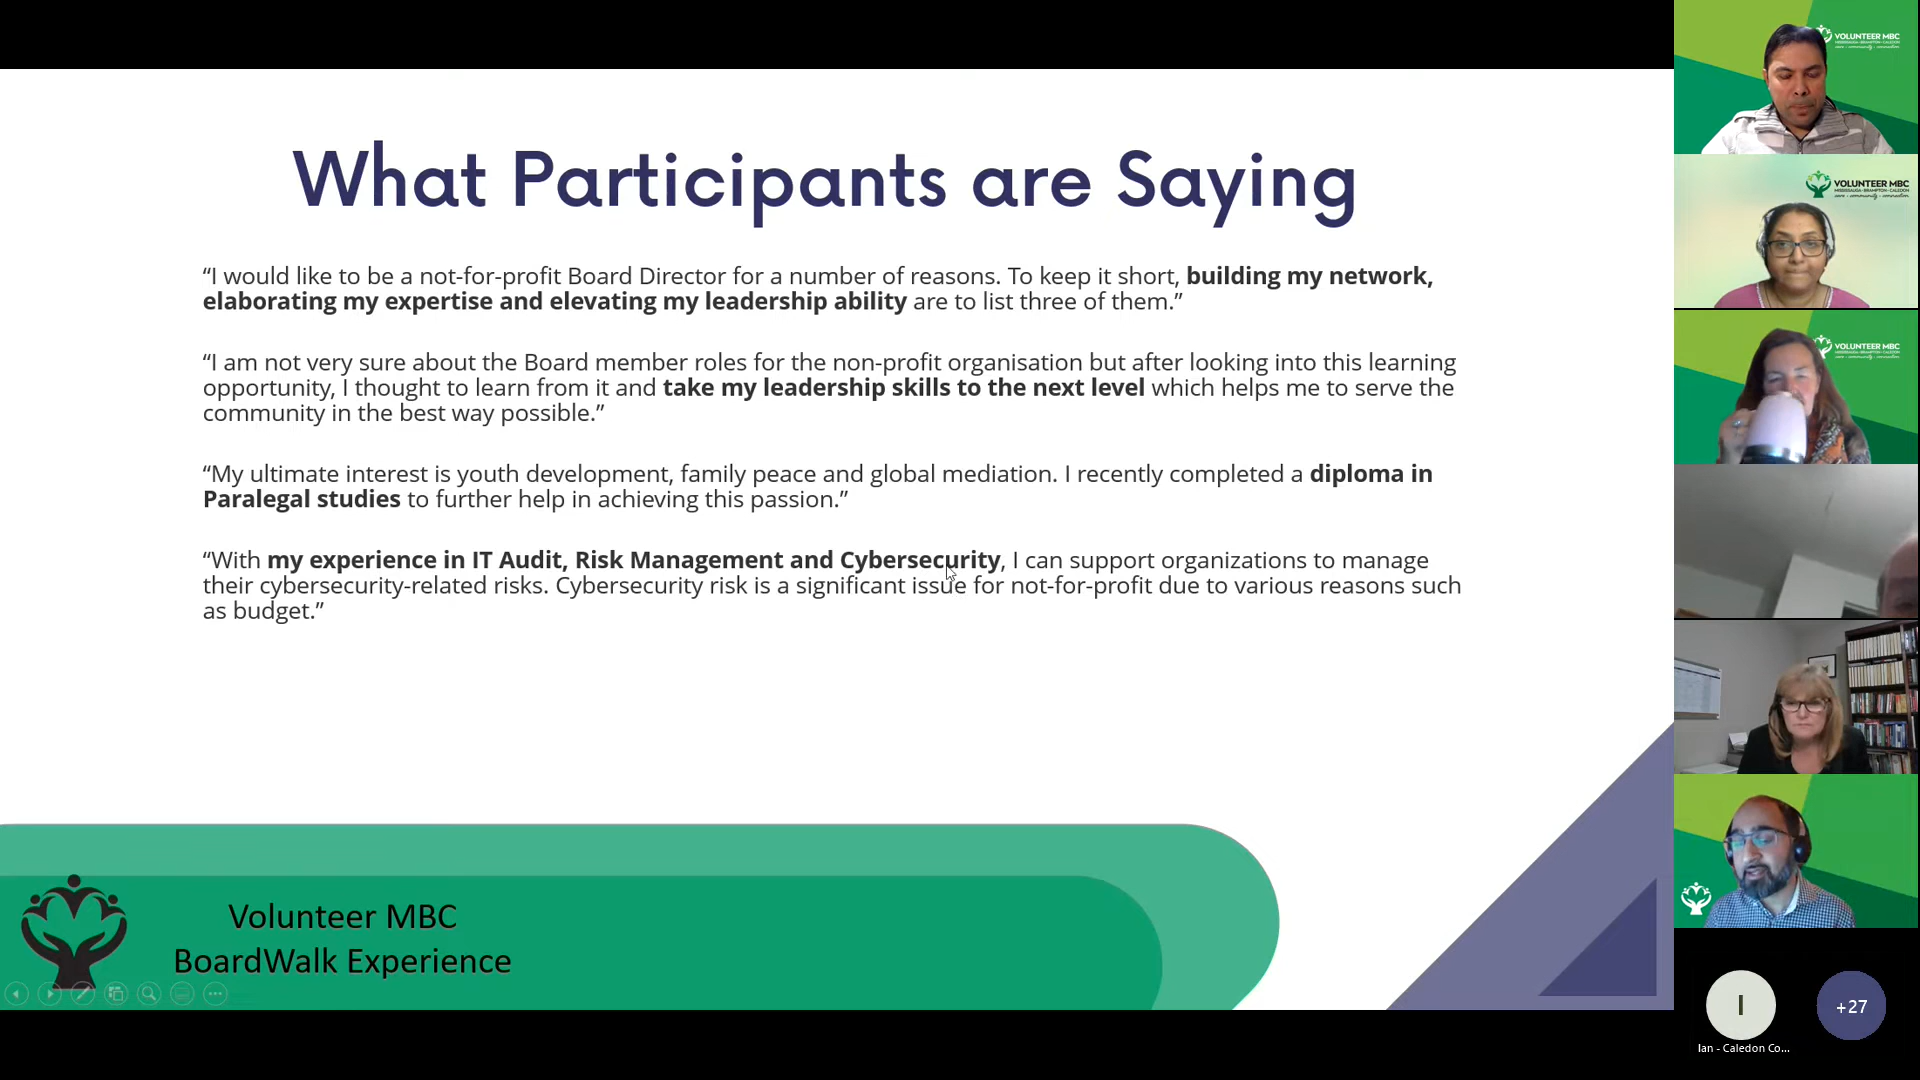 What Participants are Saying
“I would like to be a not-for-profit Board Director for a number of reasons. To keep it short, building my network,
elaborating my expertise and elevating my leadership ability are to list three of them.”
“I am not very sure about the Board member roles for the non-profit organisation but after looking into this learning
opportunity, I thought to learn from it and take my leadership skills to the next level which helps me to serve the
community in the best way possible.”
“My ultimate interest is youth development, family peace and global mediation. I recently completed a diploma in
Paralegal studies to further help in achieving this passion.”
“With my experience in IT Audit, Risk Management and Cybersecurity, I can support organizations to manage
their cybersecurity-related risks. Cybersecurity risk is a significant issue for not-for-profit due to various reasons such
as budget.”
Volunteer MBC
BoardWalk Experience
VOLUNTEER MBC
VOLUNTEER MBC
MISSISSAUGA • BRAMPTON • CALEDON
VOLUNTEER MBC
I
+27
Ian - Caledon Co...